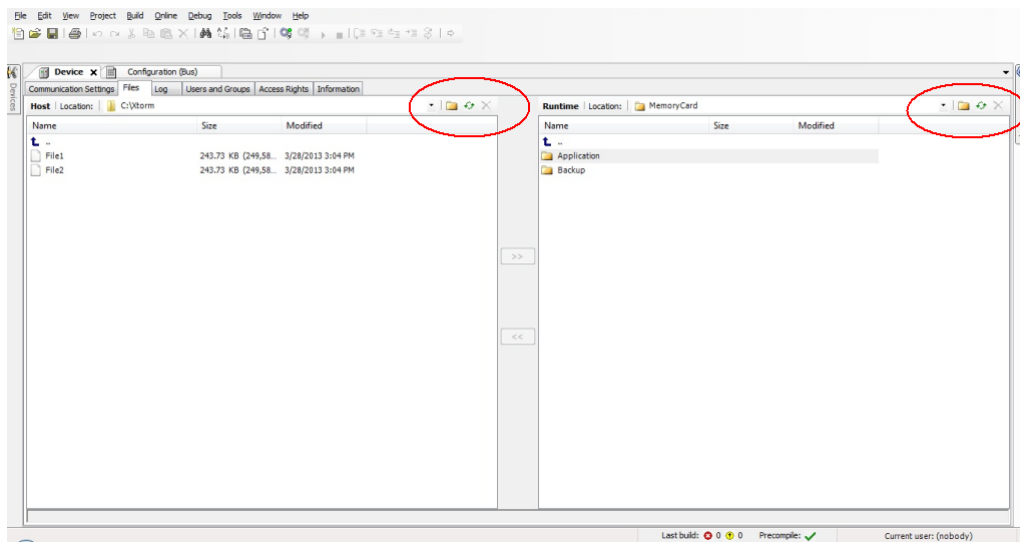 File Edit View Project Build Online Debug Tools Window Help
Device Configuration (Bus)
Communication Settings Files Log Users and Groups Access Rights Information
Host Location: C:\Xtorm Runtime Location: MemoryCard
Name Size Modified Name Size Modified
.. ..
File1 243.73 KB (249,58... 3/28/2013 3:04 PM Application
File2 243.73 KB (249,58... 3/28/2013 3:04 PM Backup
>>
<<
Devices
Last build: 0 0 Precompile: Current user: (nobody)